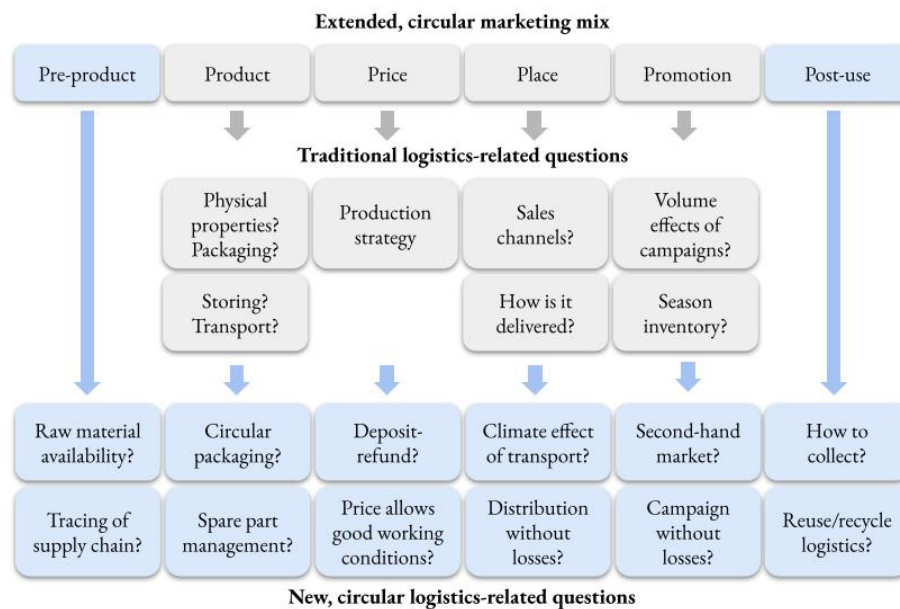 Extended, circular marketing mix
Pre-product
Product
Price
Place
Promotion
Post-use
Traditional logistics-related questions
Physical
properties?
Packaging?
Production
strategy
Sales
channels?
Volume
effects of
campaigns?
Storing?
Transport?
How is it
delivered?
Season
inventory?
Raw material
availability?
Circular
packaging?
Deposit-
refund?
Climate effect
of transport?
Second-hand
market?
How to
collect?
Tracing of
supply chain?
Spare part
management?
Price allows
good working
conditions?
Distribution
without
losses?
Campaign
without
losses?
Reuse/recycle
logistics?
New, circular logistics-related questions